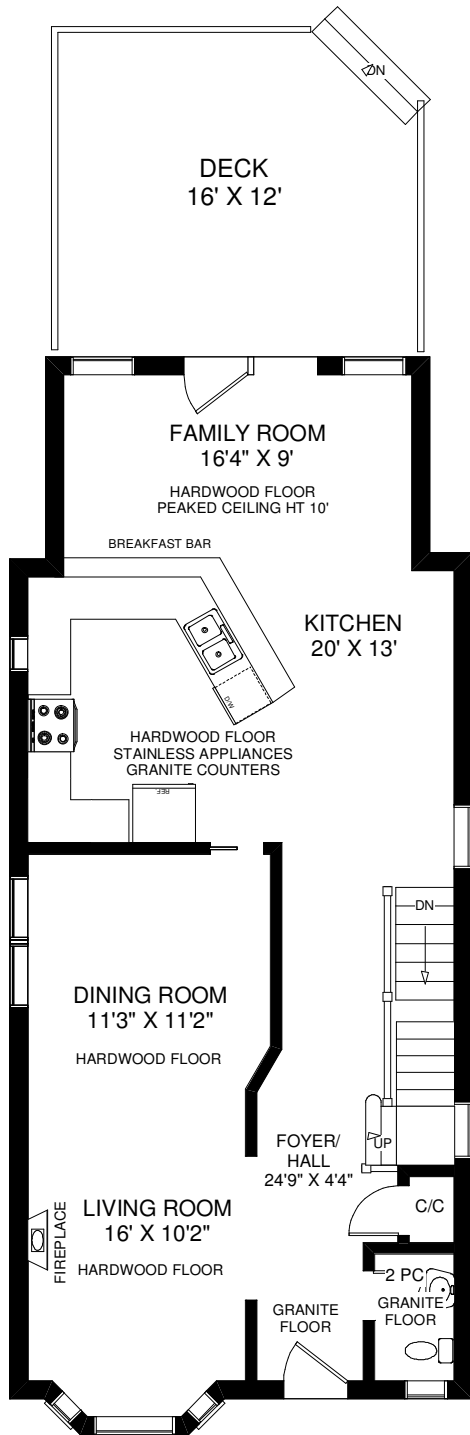 DN
DECK
16' X 12'
FAMILY ROOM
16'4" X 9'
HARDWOOD FLOOR
PEAKED CEILING HT 10'
BREAKFAST BAR
KITCHEN
20' X 13'
D/W
HARDWOOD FLOOR
STAINLESS APPLIANCES
GRANITE COUNTERS
REF.
DN
DINING ROOM
11'3" X 11'2"
HARDWOOD FLOOR
FOYER/
HALL
24'9" X 4'4"
UP
C/C
LIVING ROOM
16' X 10'2"
HARDWOOD FLOOR
FIREPLACE
2 PC
GRANITE
FLOOR
GRANITE
FLOOR